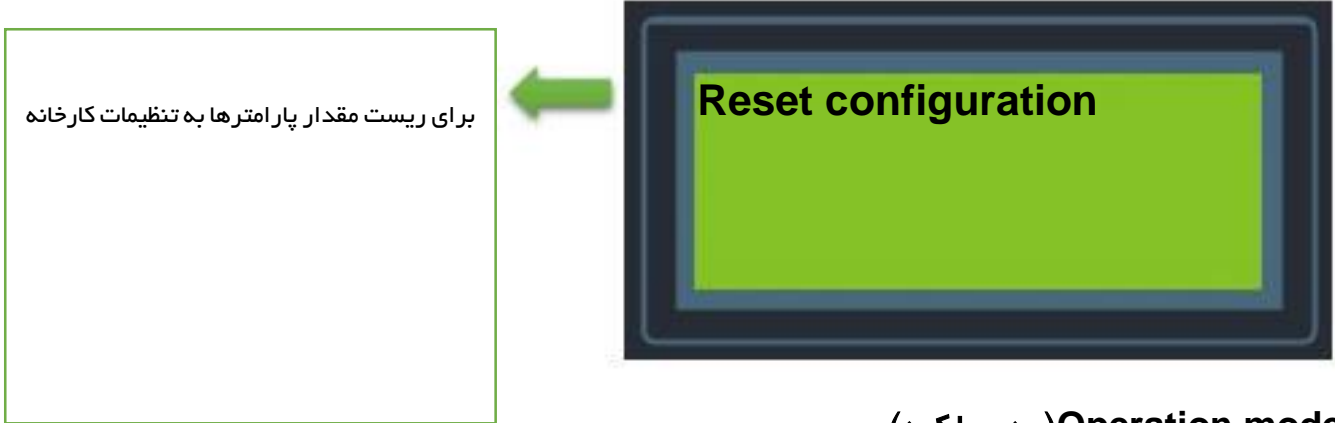 برای ریست مقدار پارامترها به تنظیمات کارخانه
Reset configuration